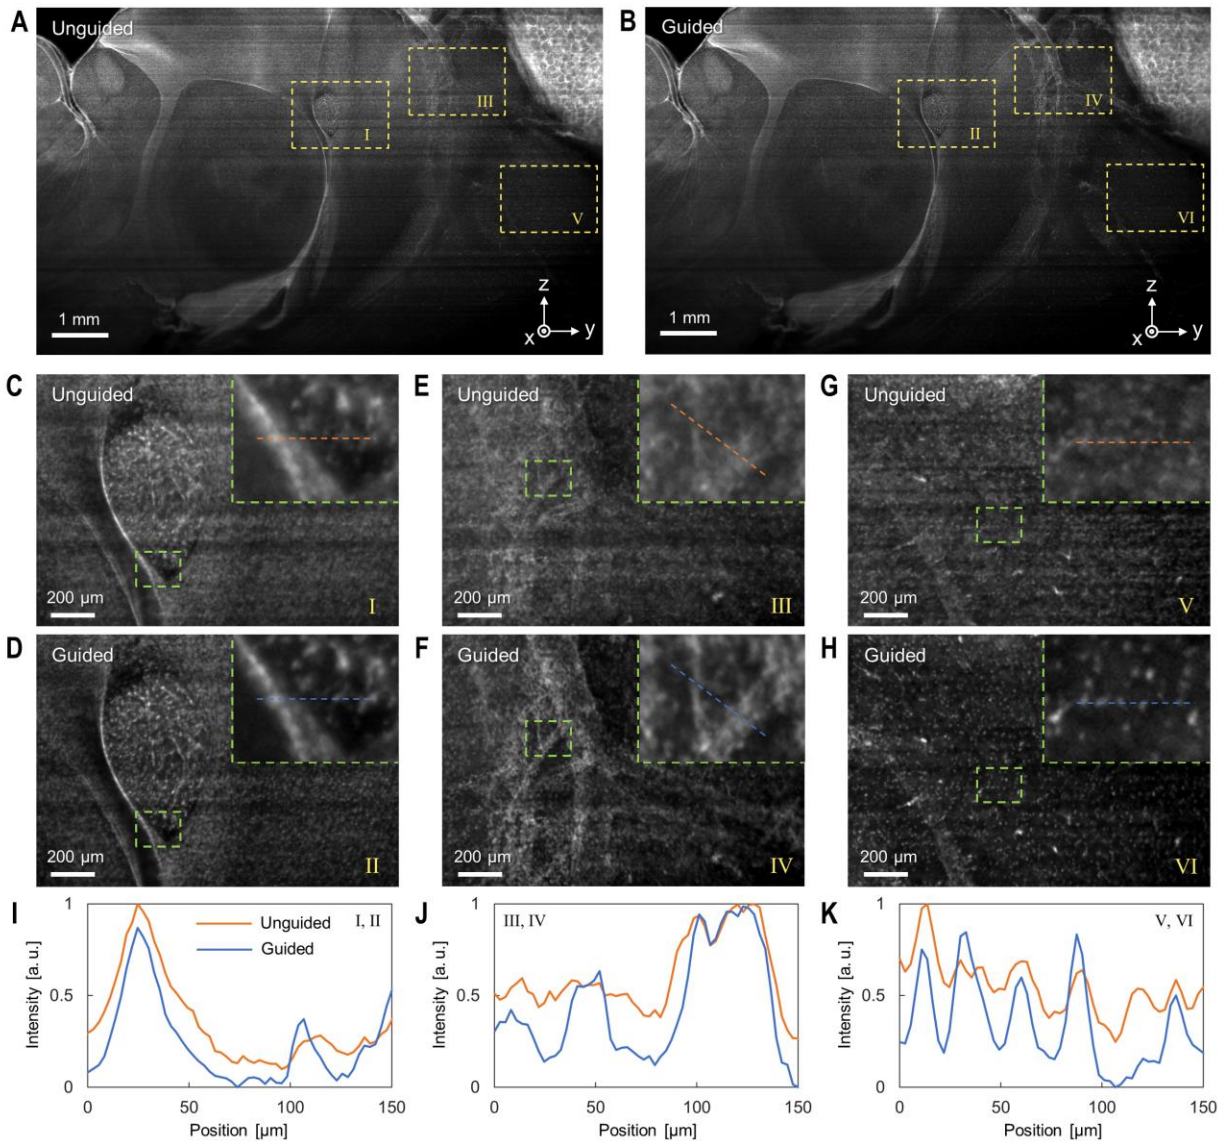 A Unguided
B Guided
III
IV
I
II
V
VI
z
z
1 mm
x
y
1 mm
x
y
C Unguided
E Unguided
G Unguided
200 µm
I
200 µm
III
200 µm
V
D Guided
F Guided
H Guided
200 µm
II
200 µm
IV
200 µm
VI
I
Intensity [a. u.]
1
0.5
0
Unguided
Guided
I, II
0 50 100 150
Position [µm]
J
Intensity [a. u.]
1
0.5
0
III, IV
0 50 100 150
Position [µm]
K
Intensity [a. u.]
1
0.5
0
V, VI
0 50 100 150
Position [µm]